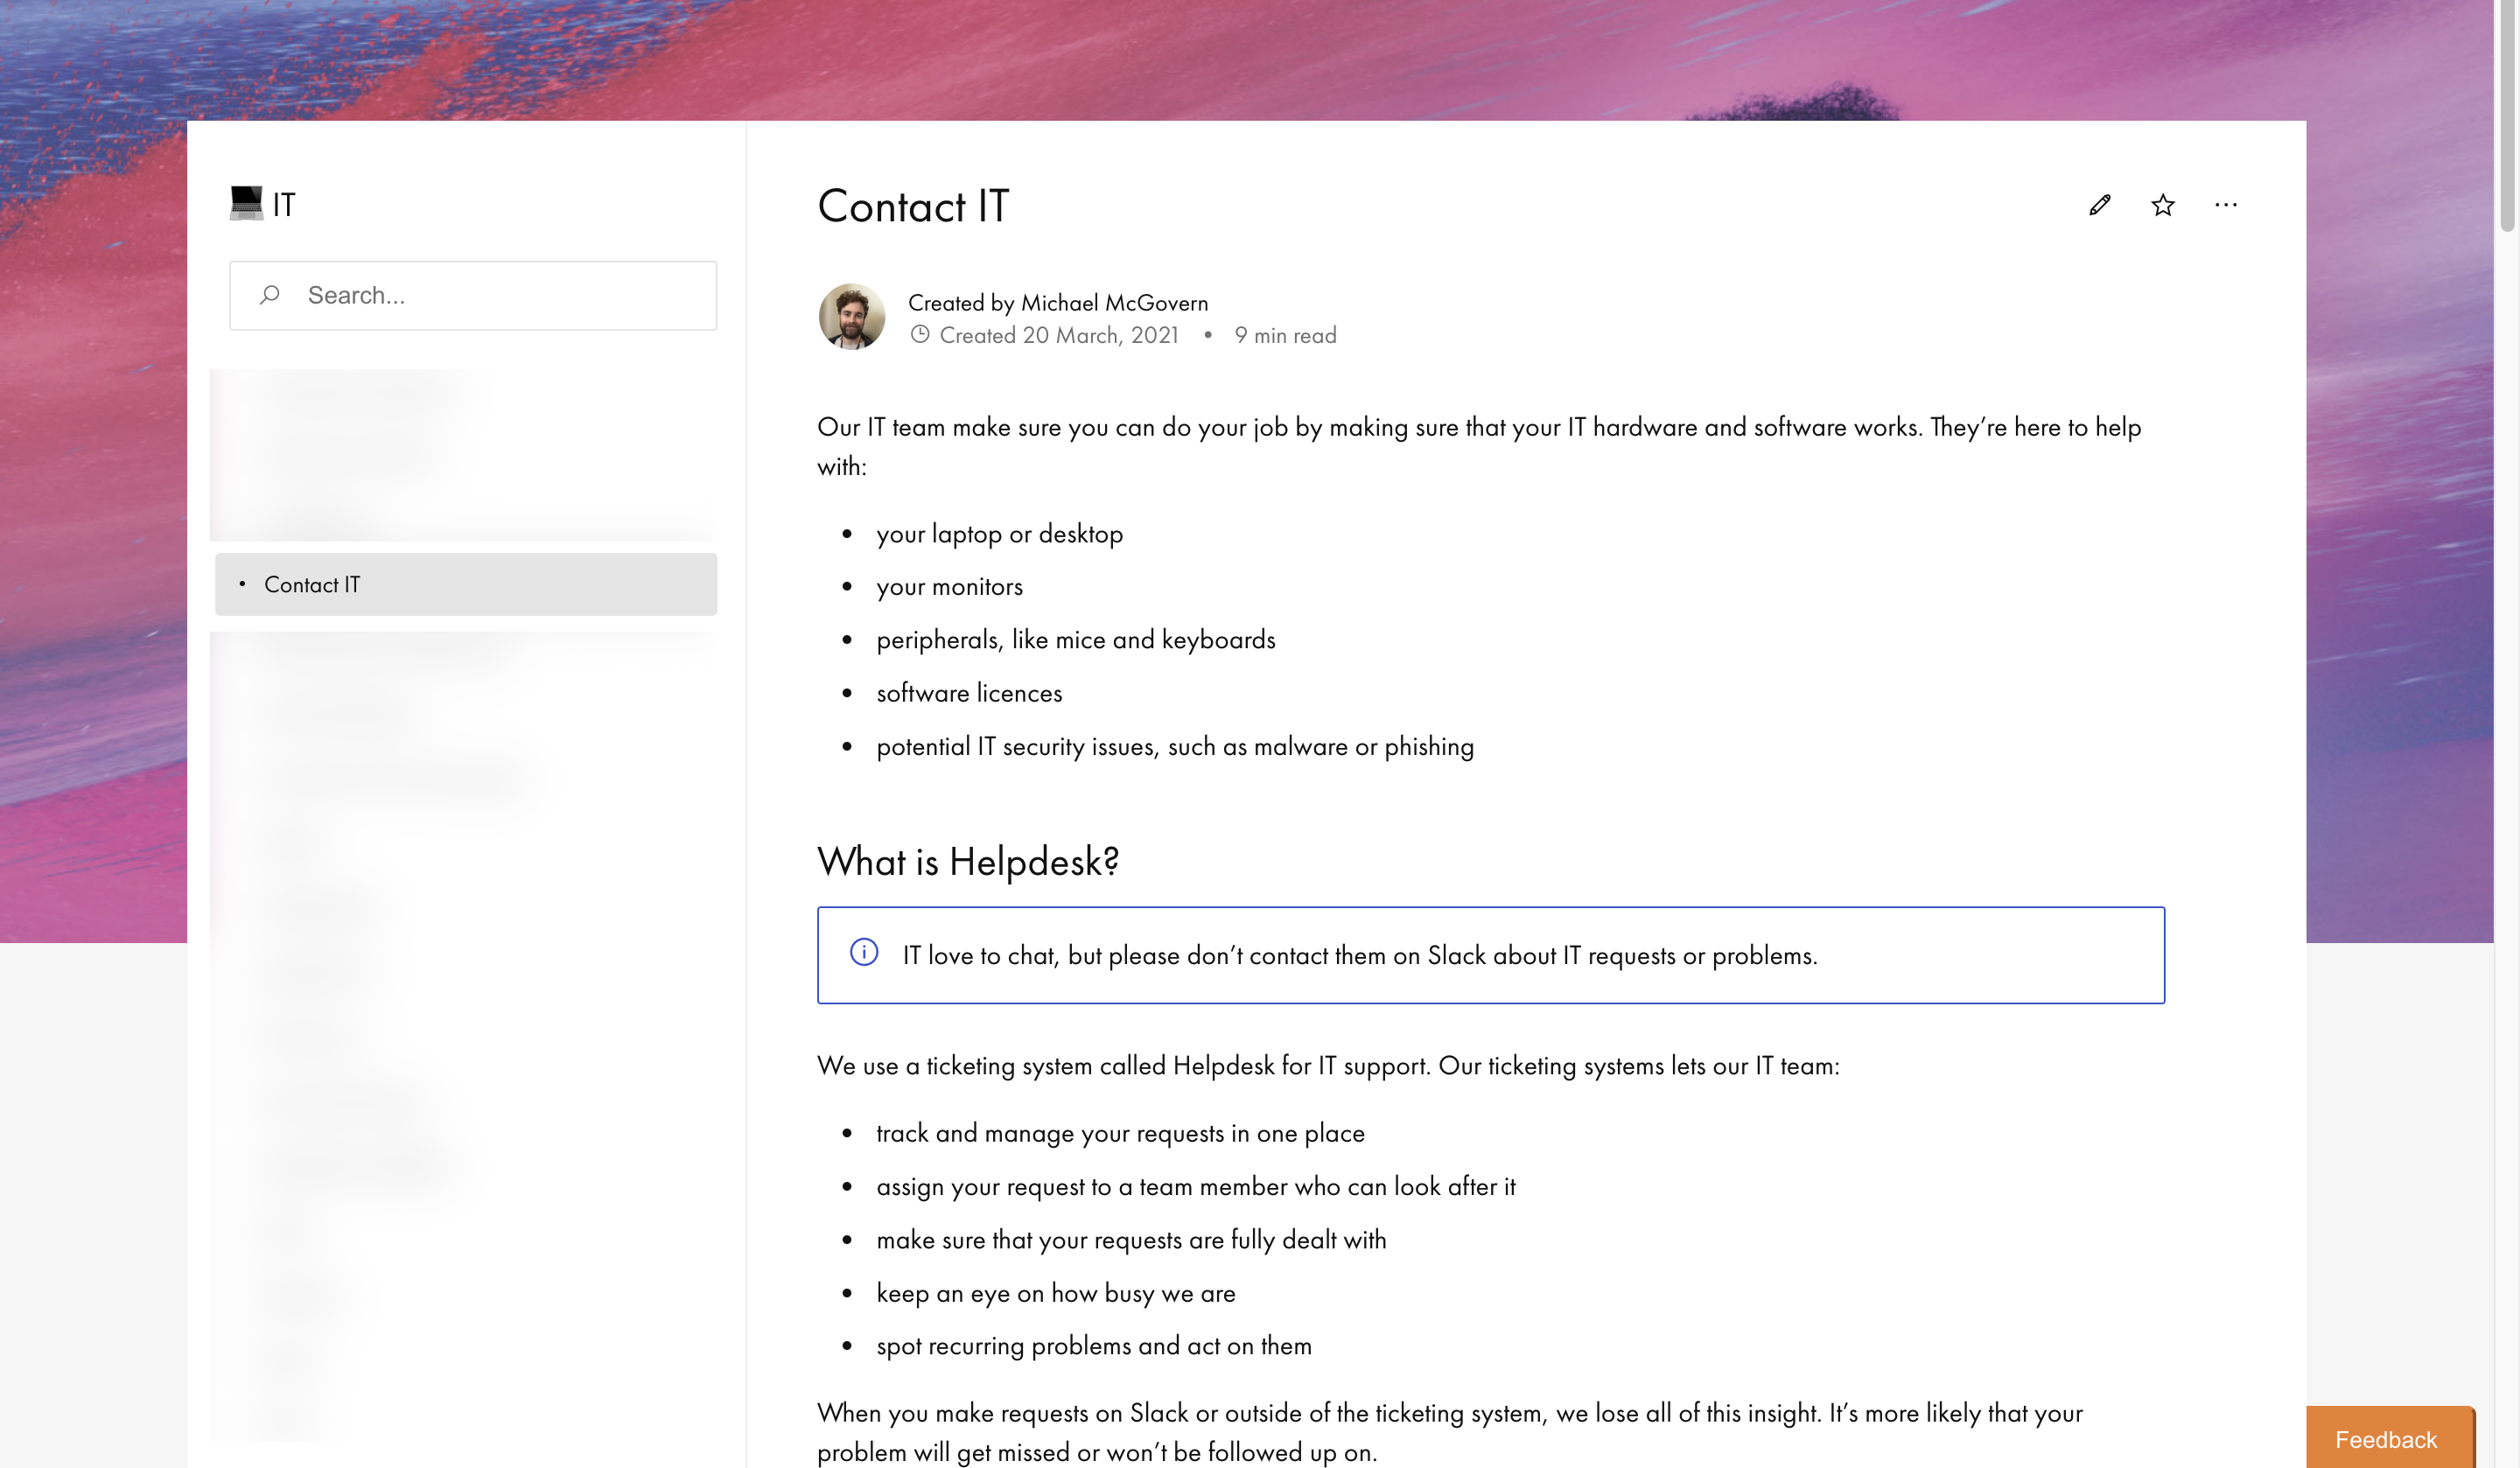 IT
Search...
Contact IT
Contact IT
Created by Michael McGovern
Created 20 March, 2021 • 9 min read
Our IT team make sure you can do your job by making sure that your IT hardware and software works. They’re here to help
with:
• your laptop or desktop
• your monitors
• peripherals, like mice and keyboards
• software licences
• potential IT security issues, such as malware or phishing
What is Helpdesk?
IT love to chat, but please don’t contact them on Slack about IT requests or problems.
We use a ticketing system called Helpdesk for IT support. Our ticketing systems lets our IT team:
• track and manage your requests in one place
• assign your request to a team member who can look after it
• make sure that your requests are fully dealt with
• keep an eye on how busy we are
• spot recurring problems and act on them
When you make requests on Slack or outside of the ticketing system, we lose all of this insight. It’s more likely that your
problem will get missed or won’t be followed up on.
Feedback